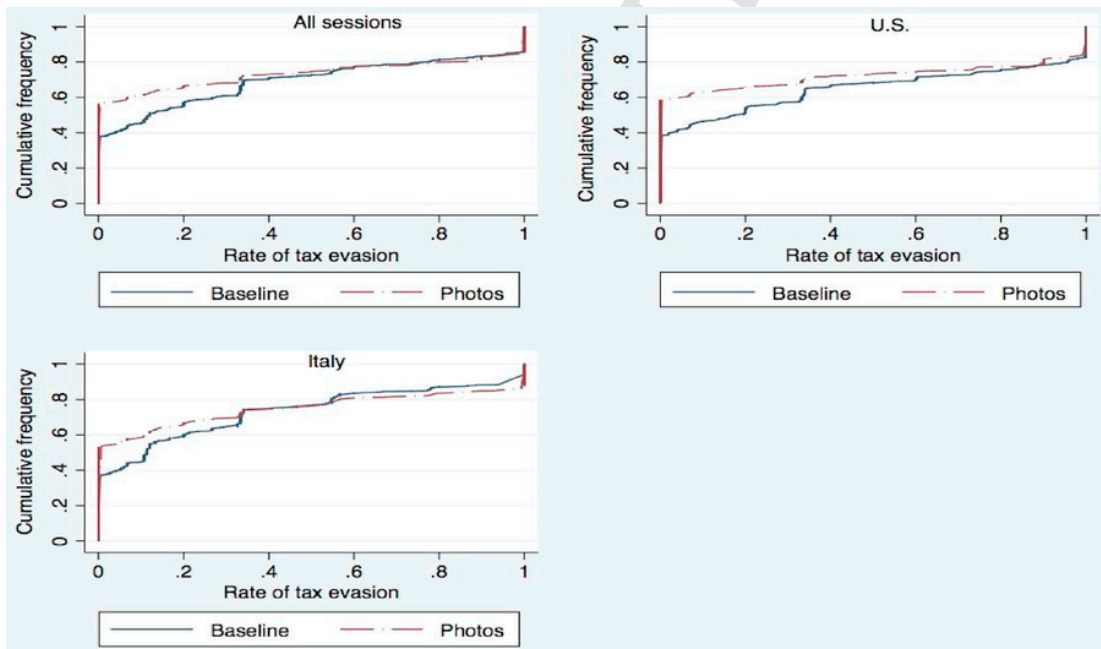 All sessions
Cumulative frequency
0 .2 .4 .6 .8 1
0 .2 .4 .6 .8 1
Rate of tax evasion
Baseline Photos
U.S.
Cumulative frequency
0 .2 .4 .6 .8 1
0 .2 .4 .6 .8 1
Rate of tax evasion
Baseline Photos
Italy
Cumulative frequency
0 .2 .4 .6 .8 1
0 .2 .4 .6 .8 1
Rate of tax evasion
Baseline Photos